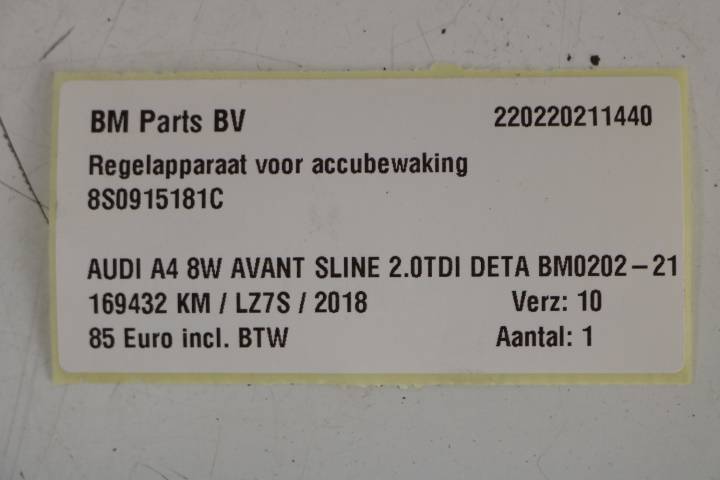 BM Parts BV 220220211440
Regelapparaat voor accubewaking
8S0915181C
AUDI A4 8W AVANT SLINE 2.0TDI DETA BM0202-21
169432 KM / LZ7S / 2018 Verz: 10
85 Euro incl. BTW Aantal: 1